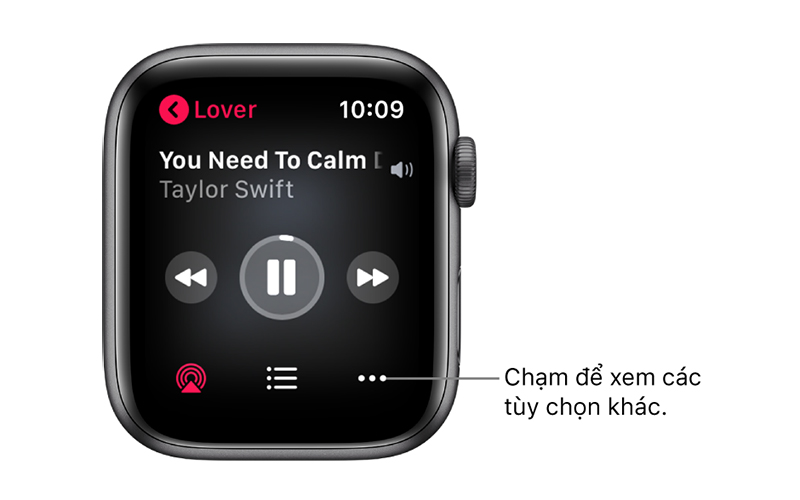 Lover 10:09
You Need To Calm
Taylor Swift
Chạm để xem các
tùy chọn khác.